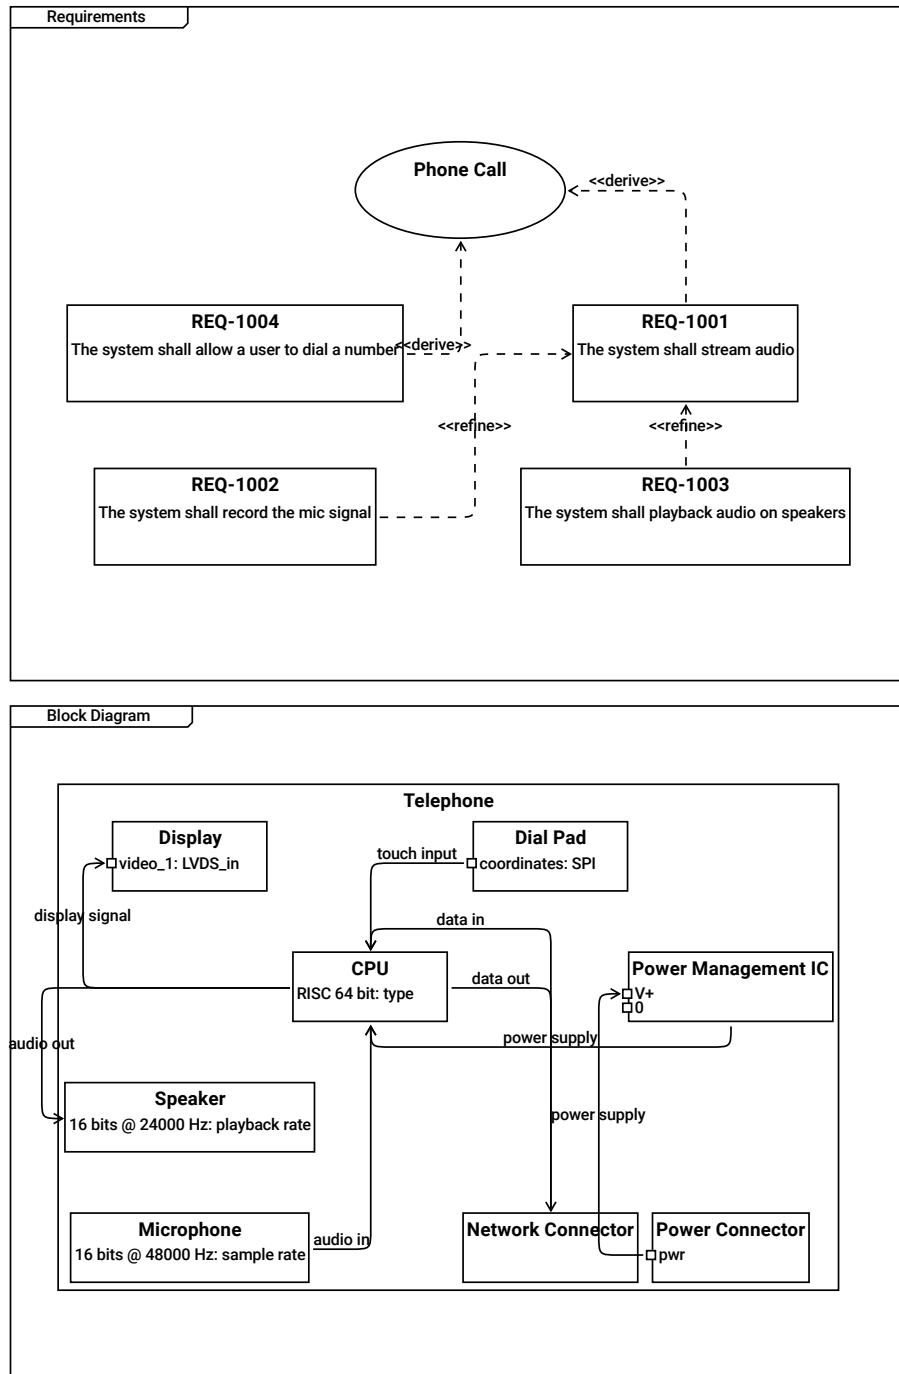 Requirements
Phone Call
<<derive>>
REQ-1004
The system shall allow a user to dial a number
<<derive>>
REQ-1001
The system shall stream audio
<<refine>>
<<refine>>
REQ-1002
The system shall record the mic signal
REQ-1003
The system shall playback audio on speakers
Block Diagram
Telephone
Display
video_1: LVDS_in
touch input
Dial Pad
coordinates: SPI
display signal
data in
CPU
RISC 64 bit: type
data out
Power Management IC
V+
0
audio out
power supply
Speaker
16 bits @ 24000 Hz: playback rate
power supply
Microphone
16 bits @ 48000 Hz: sample rate
audio in
Network Connector
Power Connector
pwr